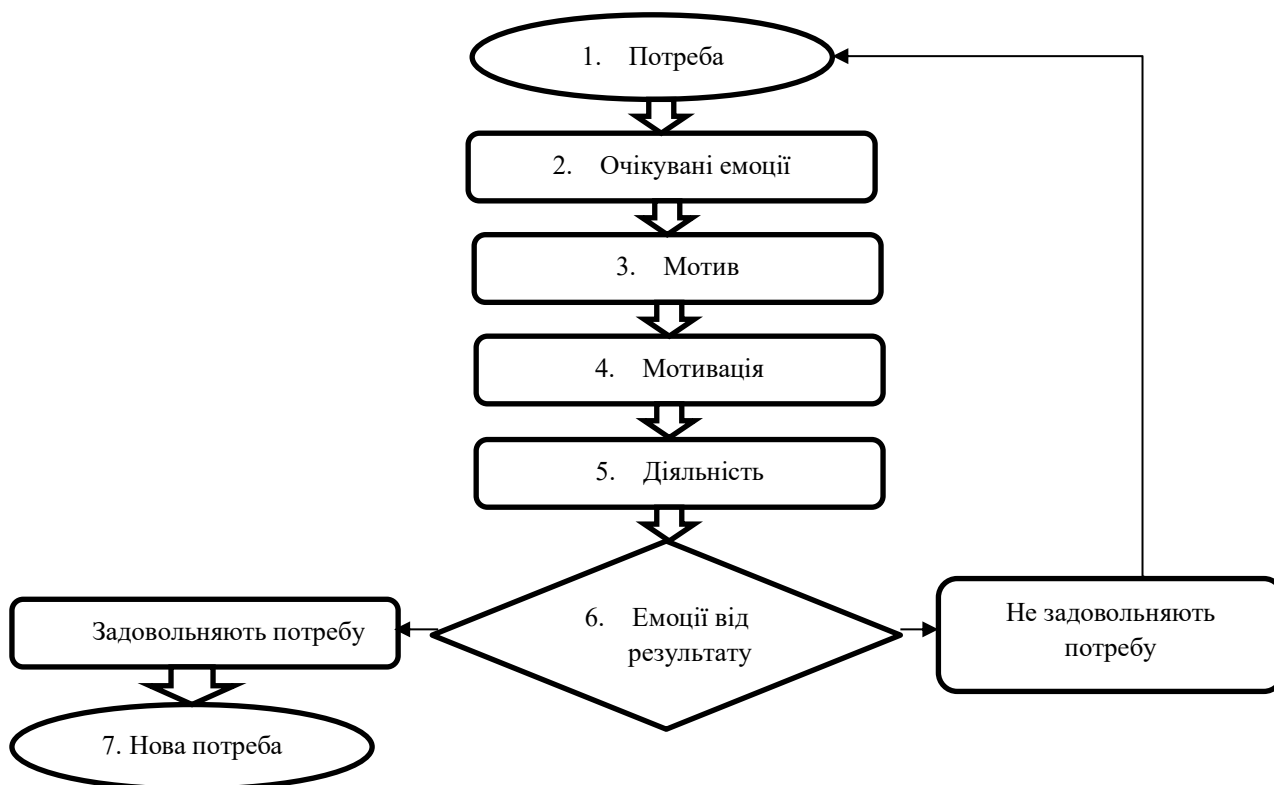 1. Потреба
2. Очікувані емоції
3. Мотив
4. Мотивація
5. Діяльність
6. Емоції від
результату
Задовольняють потребу
Не задовольняють
потребу
7. Нова потреба